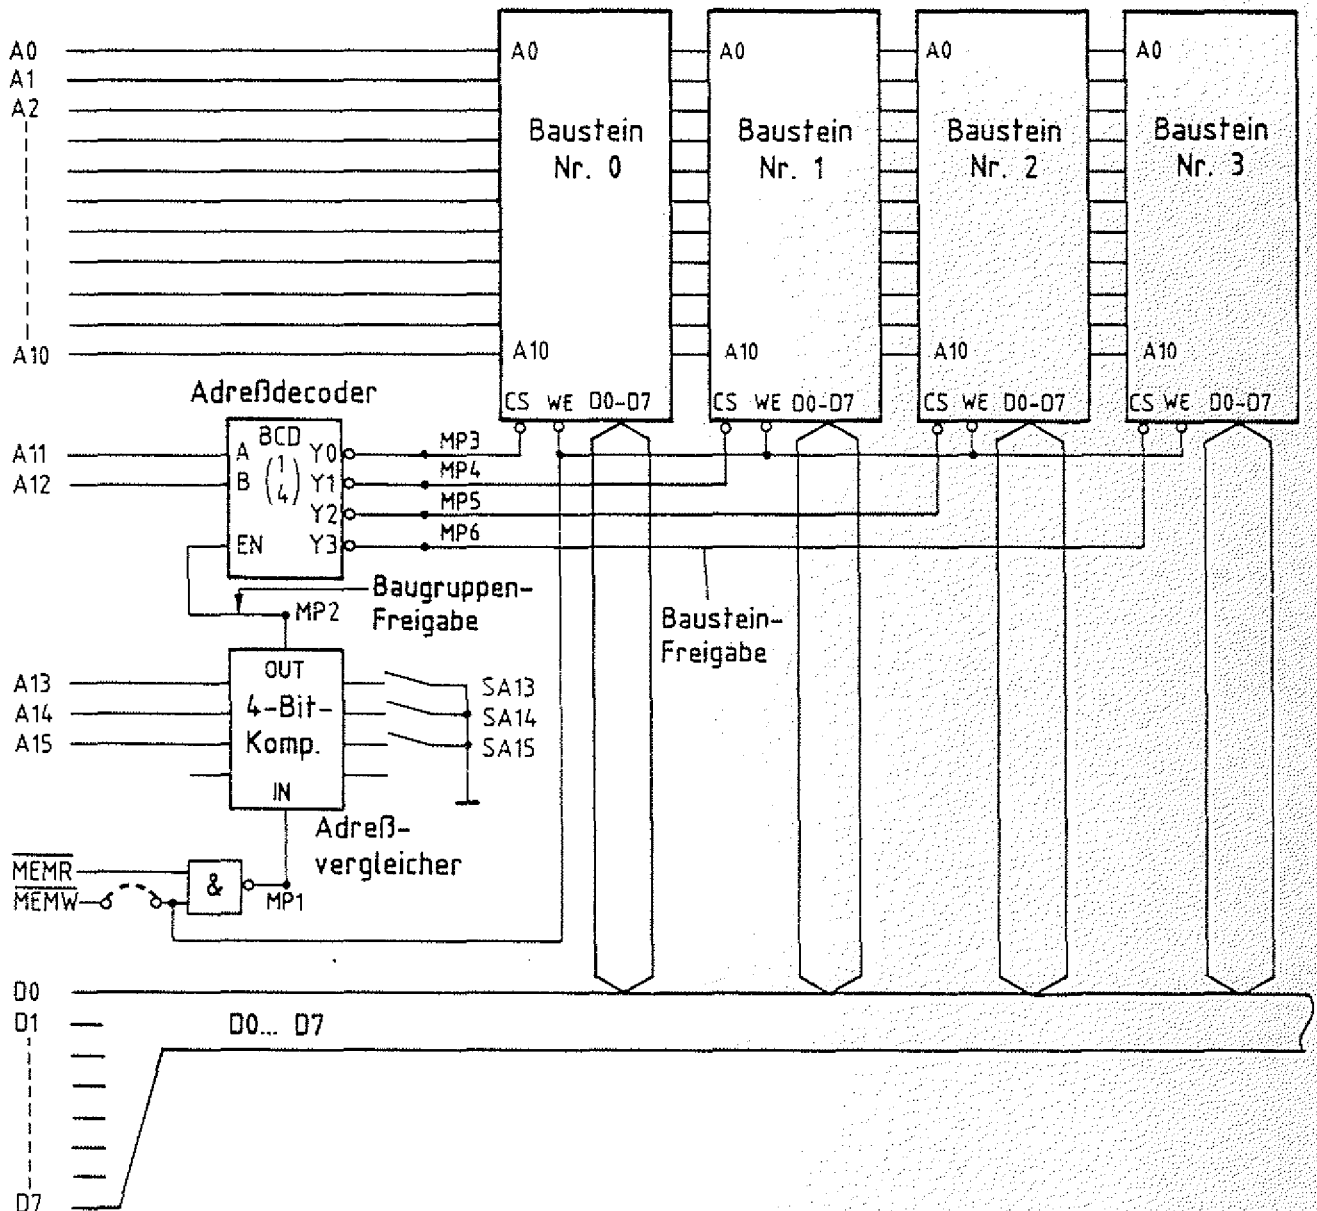 A0
A1
A2
A10
A0
Baustein
Nr. 0
A10
CS WE D0-D7
A0
Baustein
Nr. 1
A10
CS WE D0-D7
A0
Baustein
Nr. 2
A10
CS WE D0-D7
A0
Baustein
Nr. 3
A10
CS WE D0-D7
Adreßdecoder
A11
A12
A
B
EN
BCD
(1
4)
Y0
Y1
Y2
Y3
MP3
MP4
MP5
MP6
Baugruppen-
Freigabe
MP2
Baustein-
Freigabe
A13
A14
A15
OUT
4-Bit-
Komp.
IN
SA13
SA14
SA15
Adreß-
vergleicher
MEMR
MEMW
&
MP1
D0
D1
D7
D0... D7